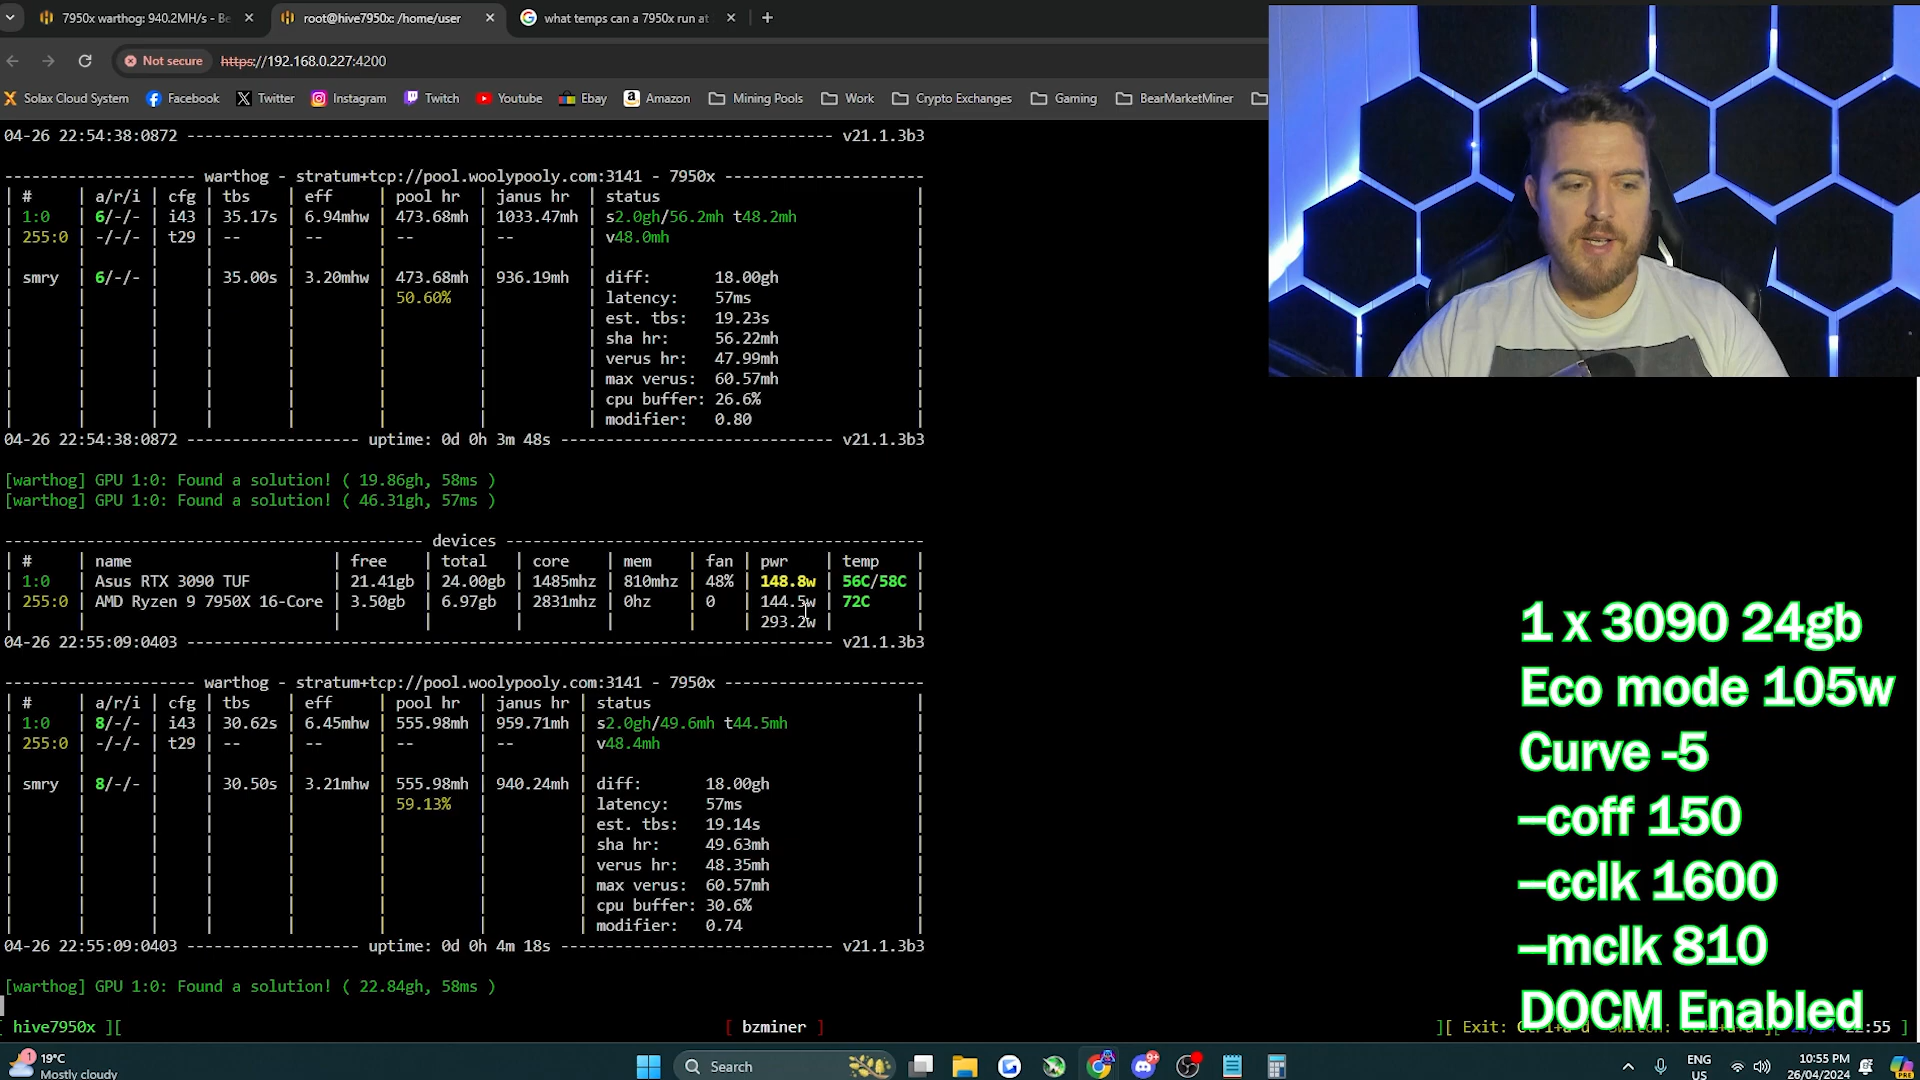 7950x warthog: 940.2MH/s - Be
root@hive7950x: /home/user
what temps can a 7950x run at
Not secure https://192.168.0.227:4200
Solax Cloud System Facebook Twitter Instagram Twitch Youtube Ebay Amazon Mining Pools Work Crypto Exchanges Gaming BearMarketMiner
04-26 22:54:38:0872 ---------------------------------------------------------------------- v21.1.3b3
--------------------- warthog - stratum+tcp://pool.woolypooly.com:3141 - 7950x ----------------------
| # | a/r/i | cfg | tbs | eff | pool hr | janus hr | status |
| 1:0 | 6/-/- | i43 | 35.17s | 6.94mhw | 473.68mh | 1033.47mh | s2.0gh/56.2mh t48.2mh |
| 255:0 | -/-/- | t29 | -- | -- | -- | -- | v48.0mh |
| smry | 6/-/- | | 35.00s | 3.20mhw | 473.68mh | 936.19mh | diff: 18.00gh |
| 50.60% | latency: 57ms |
| est. tbs: 19.23s |
| sha hr: 56.22mh |
| verus hr: 47.99mh |
| max verus: 60.57mh |
| cpu buffer: 26.6% |
| modifier: 0.80 |
04-26 22:54:38:0872 ------------------- uptime: 0d 0h 3m 48s ------------------------------ v21.1.3b3
[warthog] GPU 1:0: Found a solution! ( 19.86gh, 58ms )
[warthog] GPU 1:0: Found a solution! ( 46.31gh, 57ms )
---------------------------------------------- devices ----------------------------------------------
| # | name | free | total | core | mem | fan | pwr | temp |
| 1:0 | Asus RTX 3090 TUF | 21.41gb | 24.00gb | 1485mhz | 810mhz | 48% | 148.8w | 56C/58C |
| 255:0 | AMD Ryzen 9 7950X 16-Core | 3.50gb | 6.97gb | 2831mhz | 0hz | 0 | 144.5w | 72C |
| 293.2w |
04-26 22:55:09:0403 ---------------------------------------------------------------------- v21.1.3b3
--------------------- warthog - stratum+tcp://pool.woolypooly.com:3141 - 7950x ----------------------
| # | a/r/i | cfg | tbs | eff | pool hr | janus hr | status |
| 1:0 | 8/-/- | i43 | 30.62s | 6.45mhw | 555.98mh | 959.71mh | s2.0gh/49.6mh t44.5mh |
| 255:0 | -/-/- | t29 | -- | -- | -- | -- | v48.4mh |
| smry | 8/-/- | | 30.50s | 3.21mhw | 555.98mh | 940.24mh | diff: 18.00gh |
| 59.13% | latency: 57ms |
| est. tbs: 19.14s |
| sha hr: 49.63mh |
| verus hr: 48.35mh |
| max verus: 60.57mh |
| cpu buffer: 30.6% |
| modifier: 0.74 |
04-26 22:55:09:0403 ------------------- uptime: 0d 0h 4m 18s ------------------------------ v21.1.3b3
[warthog] GPU 1:0: Found a solution! ( 22.84gh, 58ms )
hive7950x ][ [ bzminer ] ][ Exit: 22:55 ]
1 x 3090 24gb
Eco mode 105w
Curve -5
–coff 150
–cclk 1600
–mclk 810
DOCM Enabled
1 19°C
Mostly cloudy
Search
9+
ENG
US
10:55 PM
26/04/2024
PRE